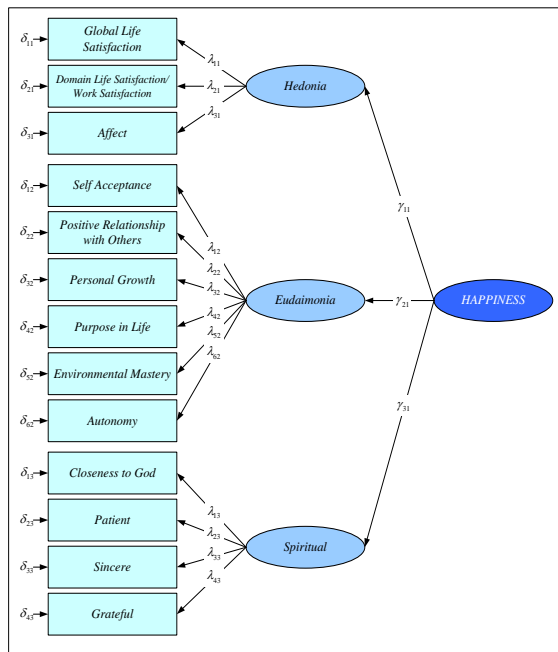 δ11
Global Life
Satisfaction
λ11
δ21
Domain Life Satisfaction/
Work Satisfaction
λ21
Hedonia
δ31
Affect
λ31
δ12
Self Acceptance
γ11
δ22
Positive Relationship
with Others
λ12
λ22
δ32
Personal Growth
λ32
Eudaimonia
γ21
HAPPINESS
δ42
Purpose in Life
λ42
λ52
λ62
δ52
Environmental Mastery
δ62
Autonomy
γ31
δ13
Closeness to God
λ13
δ23
Patient
λ23
Spiritual
δ33
Sincere
λ33
λ43
δ43
Grateful